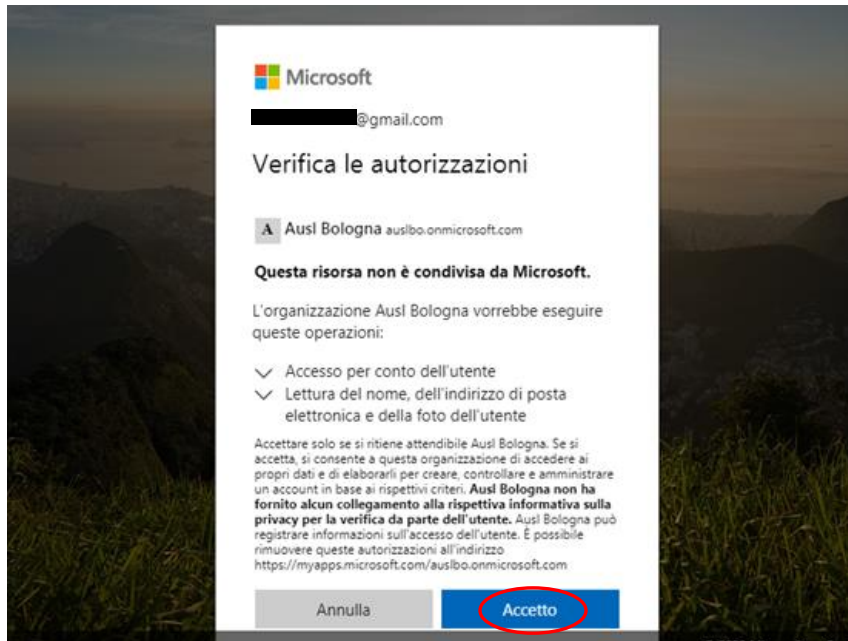 Microsoft
@gmail.com
Verifica le autorizzazioni
A Ausl Bologna auslbo.onmicrosoft.com
Questa risorsa non è condivisa da Microsoft.
L'organizzazione Ausl Bologna vorrebbe eseguire
queste operazioni:
Accesso per conto dell'utente
Lettura del nome, dell'indirizzo di posta
elettronica e della foto dell'utente
Accettare solo se si ritiene attendibile Ausl Bologna. Se si
accetta, si consente a questa organizzazione di accedere ai
propri dati e di elaborarli per creare, controllare e amministrare
un account in base ai rispettivi criteri. Ausl Bologna non ha
fornito alcun collegamento alla rispettiva informativa sulla
privacy per la verifica da parte dell'utente. Ausl Bologna può
registrare informazioni sull'accesso dell'utente. È possibile
rimuovere queste autorizzazioni all'indirizzo
https://myapps.microsoft.com/auslbo.onmicrosoft.com
Annulla Accetto